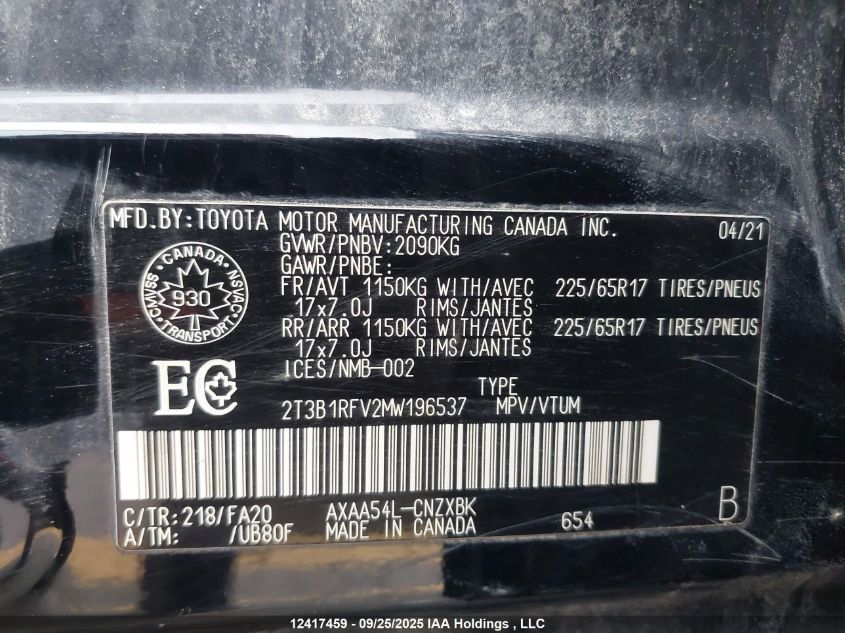 MFD.BY:TOYOTA MOTOR MANUFACTURING CANADA INC. 04/21
GVWR/PNBV:2090KG
GAWR/PNBE:
FR/AVT 1150KG WITH/AVEC 225/65R17 TIRES/PNEUS
17x7.0J RIMS/JANTES
RR/ARR 1150KG WITH/AVEC 225/65R17 TIRES/PNEUS
17x7.0J RIMS/JANTES
ICES/NMB-002
CANADA
CMVSS NSVAC
930
TRANSPORT
EC
TYPE
2T3B1RFV2MW196537 MPV/VTUM
C/TR:218/FA20 AXAA54L-CNZXBK
A/TM: /UB80F MADE IN CANADA 654 B
12417459 - 09/25/2025 IAA Holdings , LLC